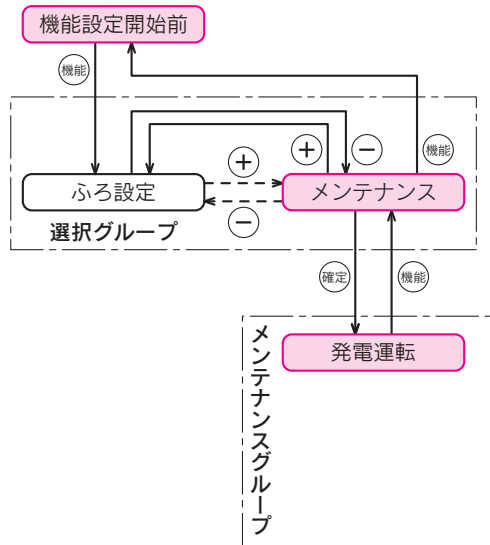 機能設定開始前
機能
＋
＋
－
機能
ふろ設定
メンテナンス
－
選択グループ
確定
機能
発電運転
メンテナンスグループ